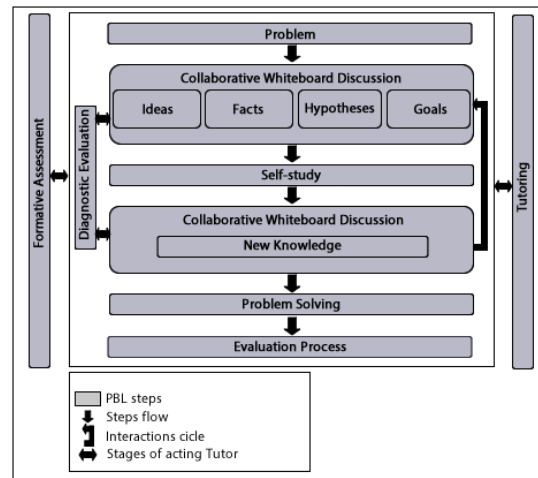 Problem
Collaborative Whiteboard Discussion
Ideas
Facts
Hypotheses
Goals
Self-study
Collaborative Whiteboard Discussion
New Knowledge
Problem Solving
Evaluation Process
Formative Assessment
Diagnostic Evaluation
Tutoring
PBL steps
Steps flow
Interactions cicle
Stages of acting Tutor